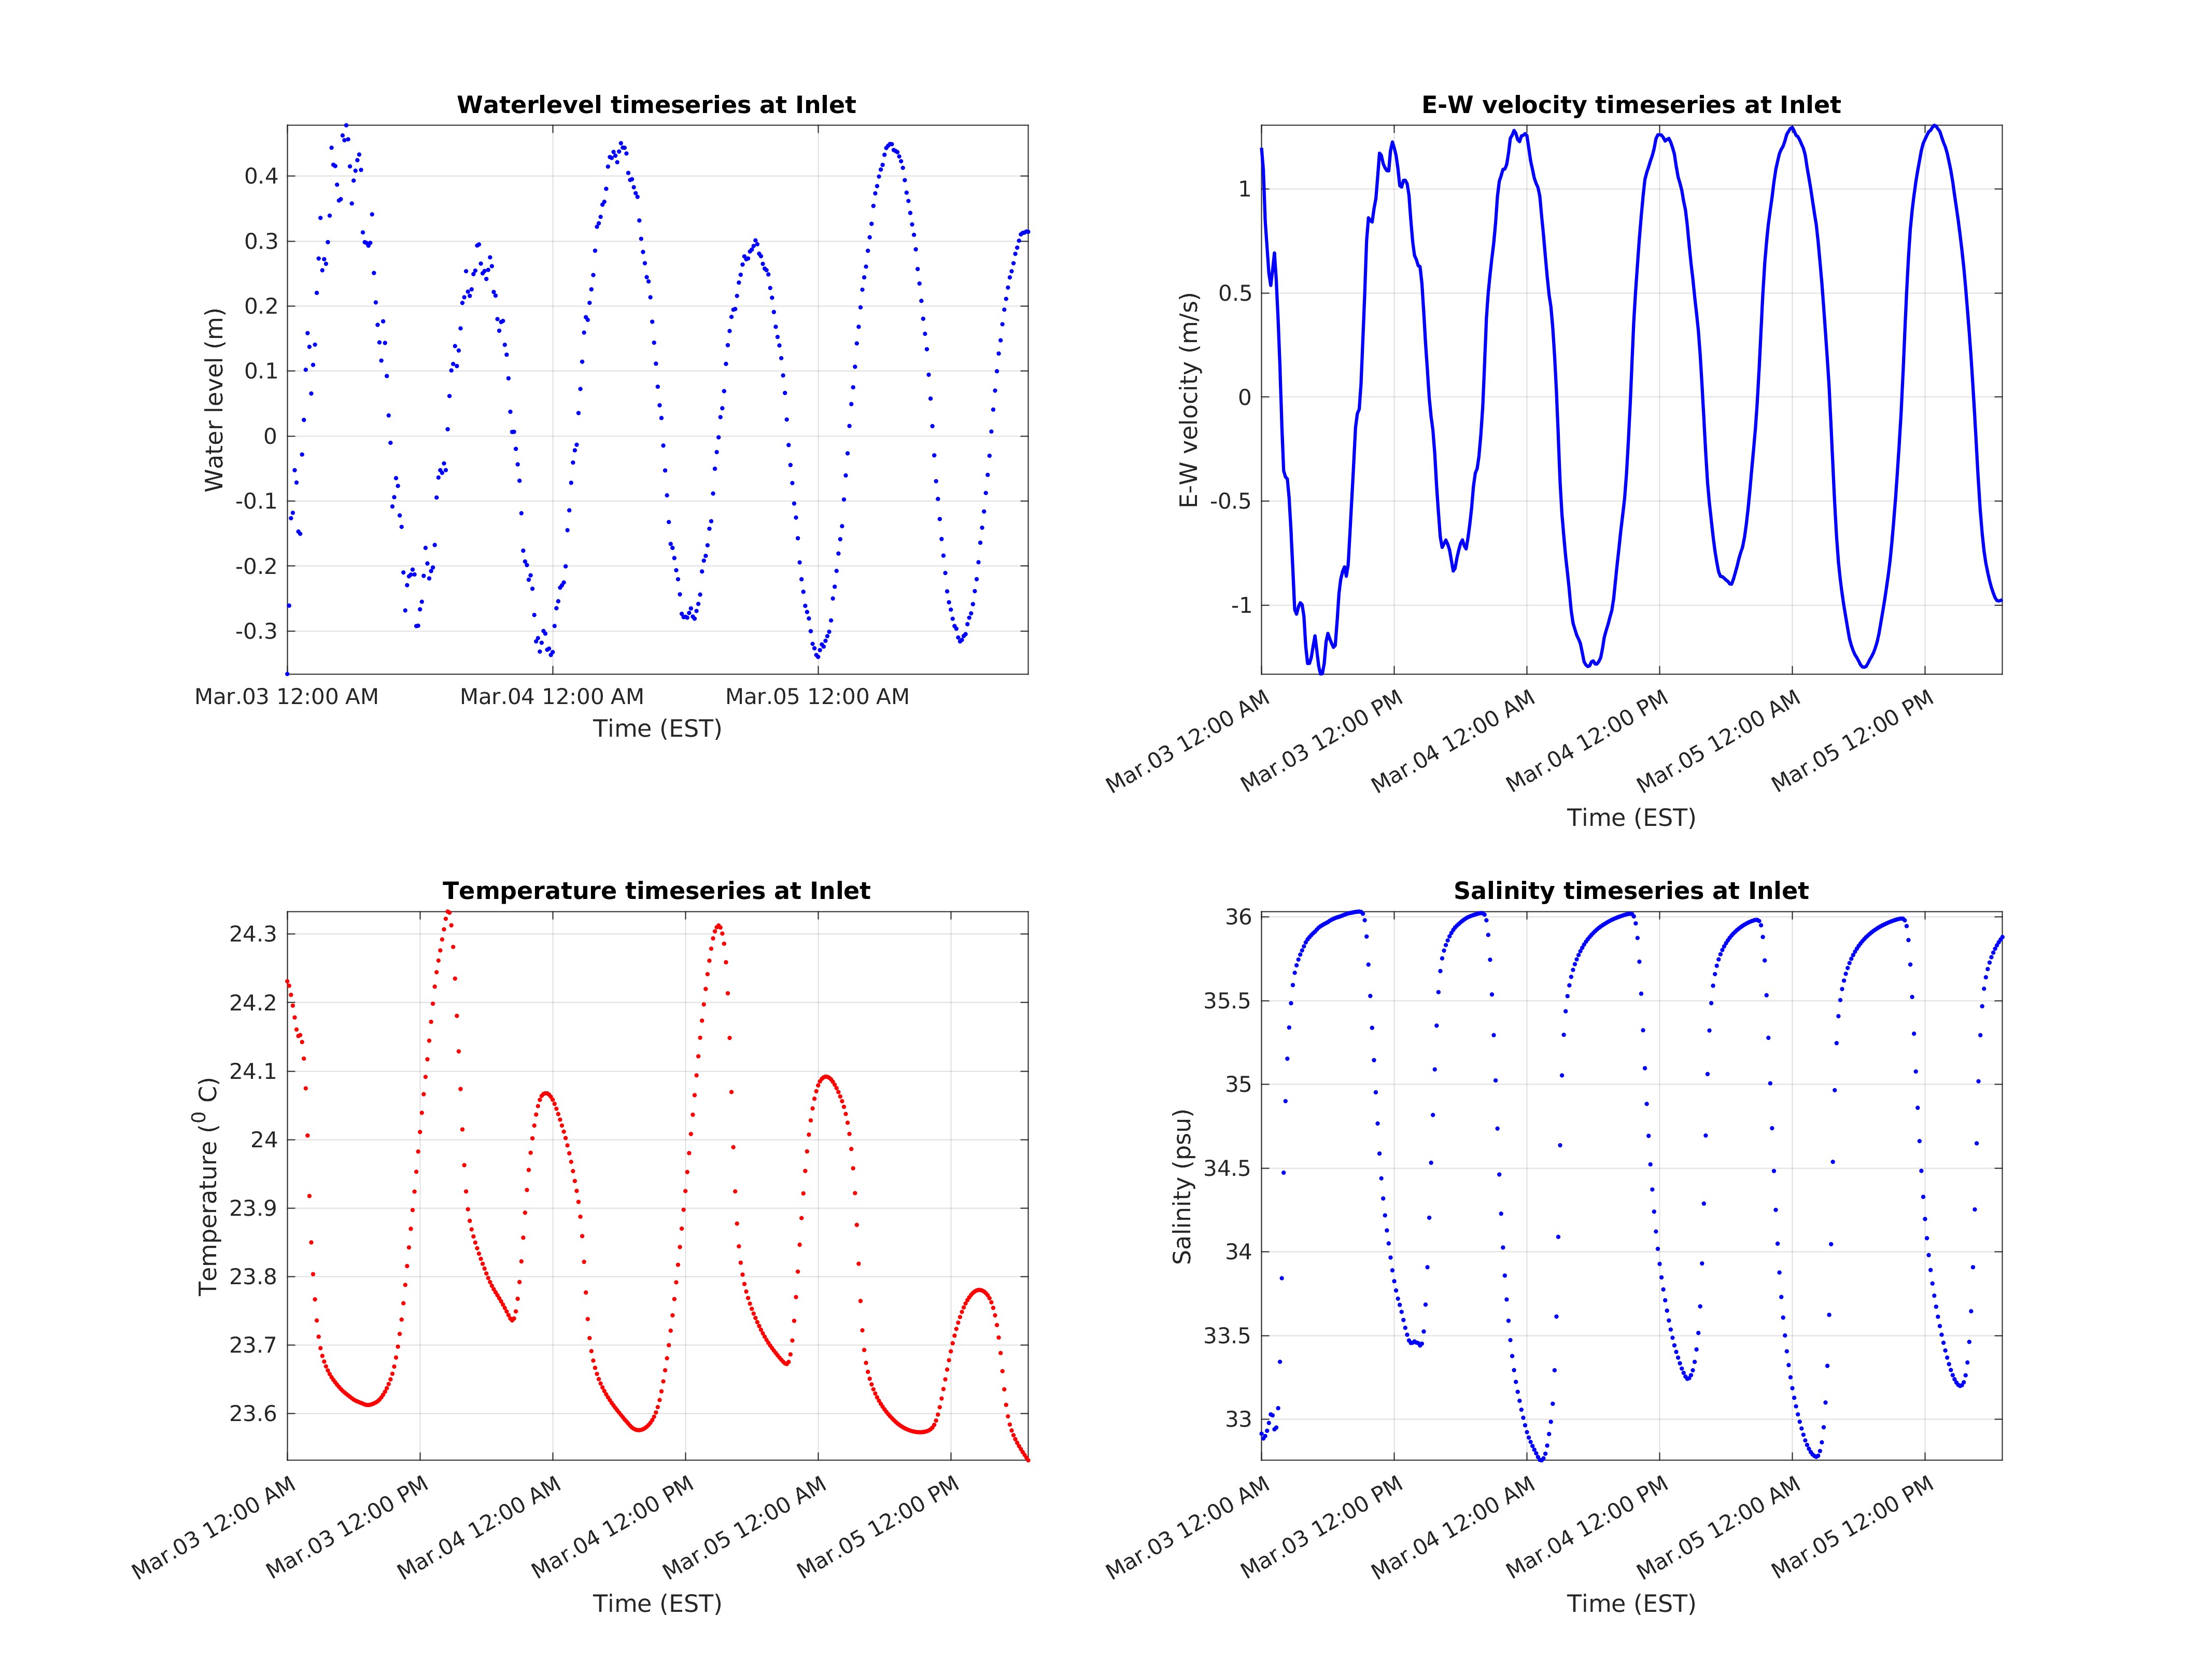 Waterlevel timeseries at Inlet
Water level (m)
0.4
0.3
0.2
0.1
0
-0.1
-0.2
-0.3
Mar.03 12:00 AM
Mar.04 12:00 AM
Mar.05 12:00 AM
Time (EST)
E-W velocity timeseries at Inlet
E-W velocity (m/s)
1
0.5
0
-0.5
-1
Mar.03 12:00 AM
Mar.03 12:00 PM
Mar.04 12:00 AM
Mar.04 12:00 PM
Mar.05 12:00 AM
Mar.05 12:00 PM
Time (EST)
Temperature timeseries at Inlet
Temperature (⁰ C)
24.3
24.2
24.1
24
23.9
23.8
23.7
23.6
Mar.03 12:00 AM
Mar.03 12:00 PM
Mar.04 12:00 AM
Mar.04 12:00 PM
Mar.05 12:00 AM
Mar.05 12:00 PM
Time (EST)
Salinity timeseries at Inlet
Salinity (psu)
36
35.5
35
34.5
34
33.5
33
Mar.03 12:00 AM
Mar.03 12:00 PM
Mar.04 12:00 AM
Mar.04 12:00 PM
Mar.05 12:00 AM
Mar.05 12:00 PM
Time (EST)